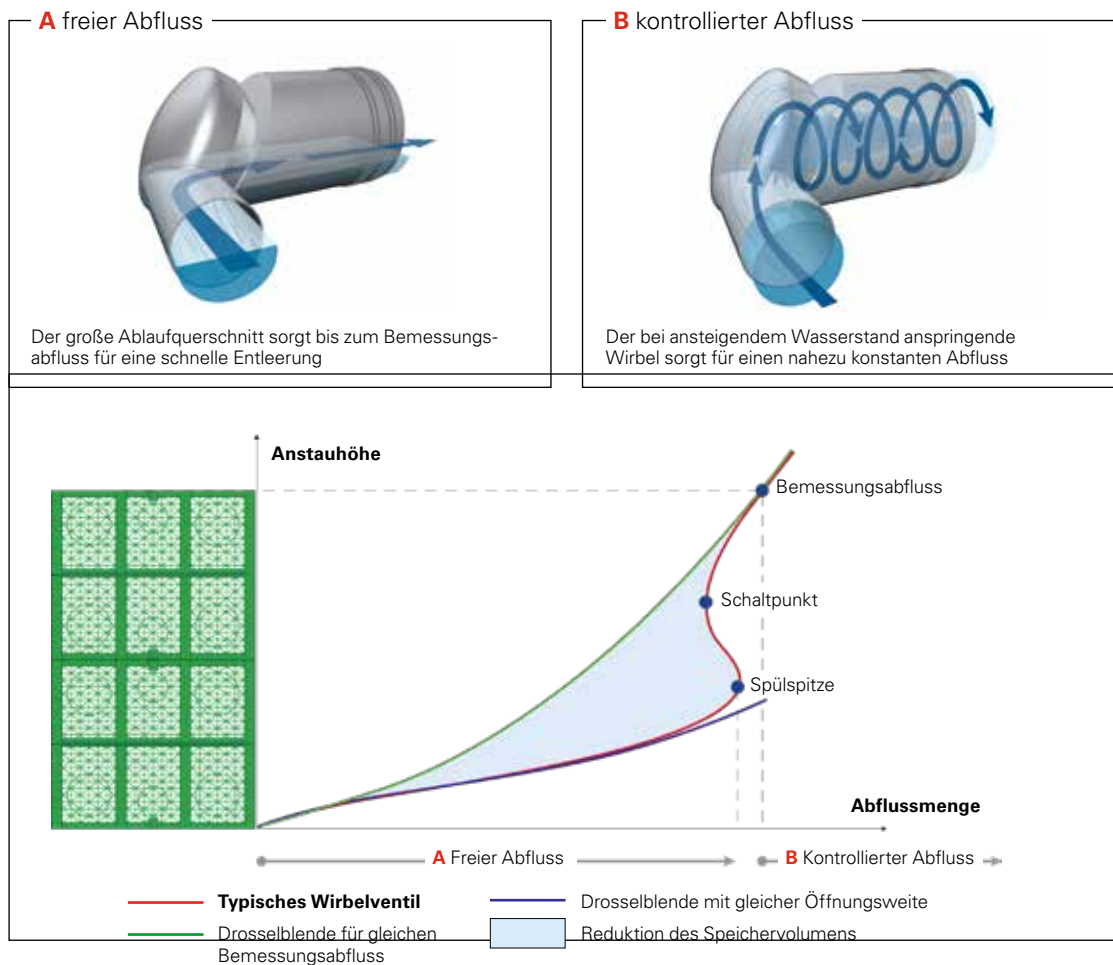 A freier Abfluss
Der große Ablaufquerschnitt sorgt bis zum Bemessungs-
abfluss für eine schnelle Entleerung
B kontrollierter Abfluss
Der bei ansteigendem Wasserstand anspringende
Wirbel sorgt für einen nahezu konstanten Abfluss
Anstauhöhe
Bemessungsabfluss
Schaltpunkt
Spülspitze
Abflussmenge
A Freier Abfluss
B Kontrollierter Abfluss
Typisches Wirbelventil
Drosselblende für gleichen
Bemessungsabfluss
Drosselblende mit gleicher Öffnungsweite
Reduktion des Speichervolumens